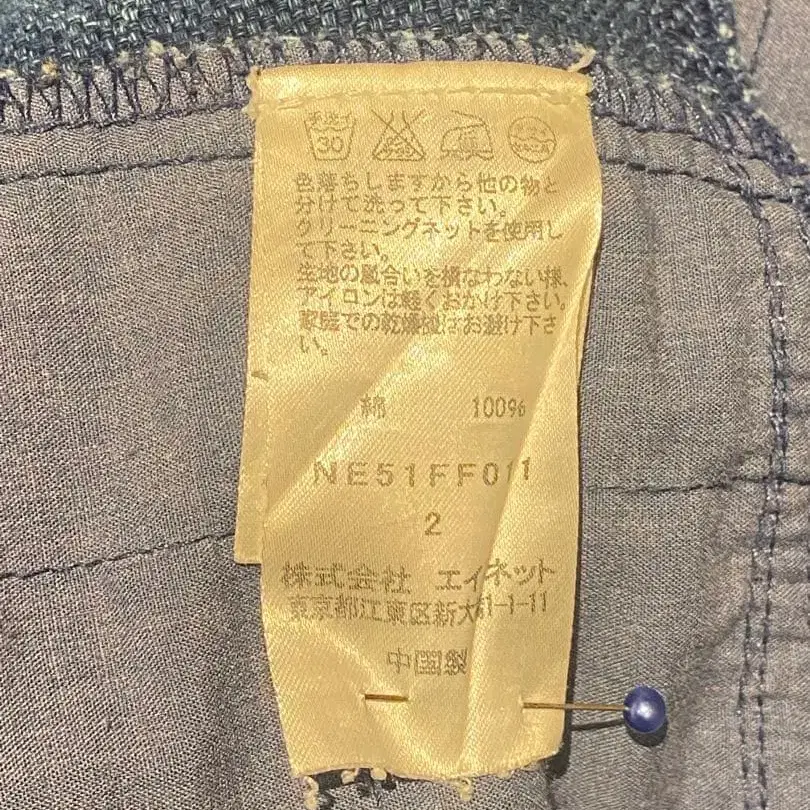 手洗イ
30
色落ちしますから他の物と
分けて洗って下さい。
クリーニングネットを使用し
て下さい。
生地の風合いを損なわない様、
アイロンは軽くおかけ下さい。
家庭での乾燥機はお避け下さ
い。
綿 100%
NE51FF011
2
株式会社 エイネット
東京都江東区新大 1-1-11
中国製